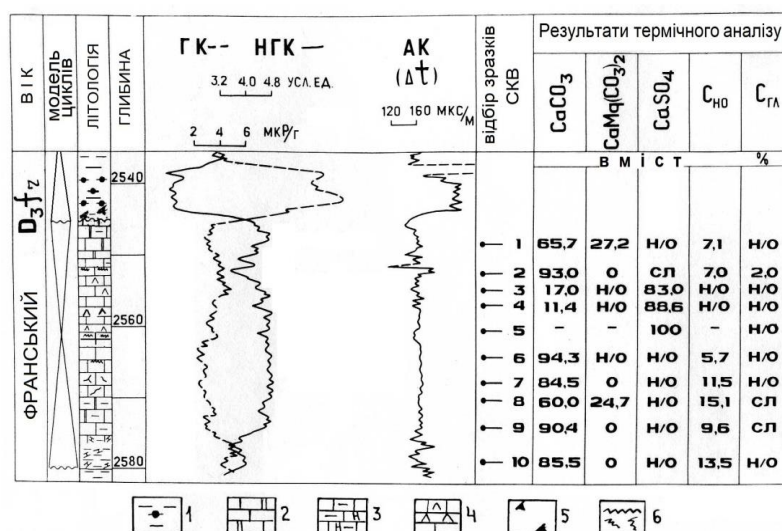 ВІК
МОДЕЛЬ ЦИКЛІВ
ЛІТОЛОГІЯ
ГЛИБИНА
ГК-- НГК—
3.2 4.0 4.8 УСЛ.ЕД.
2 4 6 МКР/Г
АК
(Δt)
120 160 МКС/М
відбір зразків СКВ
Результати термічного аналізу
CaCO3
CaMg(CO3)2
CaSO4
СНО
СГЛ
ВМІСТ %
D3fr
ФРАНСЬКИЙ
2540
2560
2580
1 65,7 27,2 Н/О 7,1 Н/О
2 93,0 0 СЛ 7,0 2,0
3 17,0 Н/О 83,0 Н/О Н/О
4 11,4 Н/О 88,6 Н/О Н/О
5 – – 100 – Н/О
6 94,3 Н/О Н/О 5,7 Н/О
7 84,5 0 Н/О 11,5 Н/О
8 60,0 24,7 Н/О 15,1 СЛ
9 90,4 0 Н/О 9,6 СЛ
10 85,5 0 Н/О 13,5 Н/О
1 2 3 4 5 6